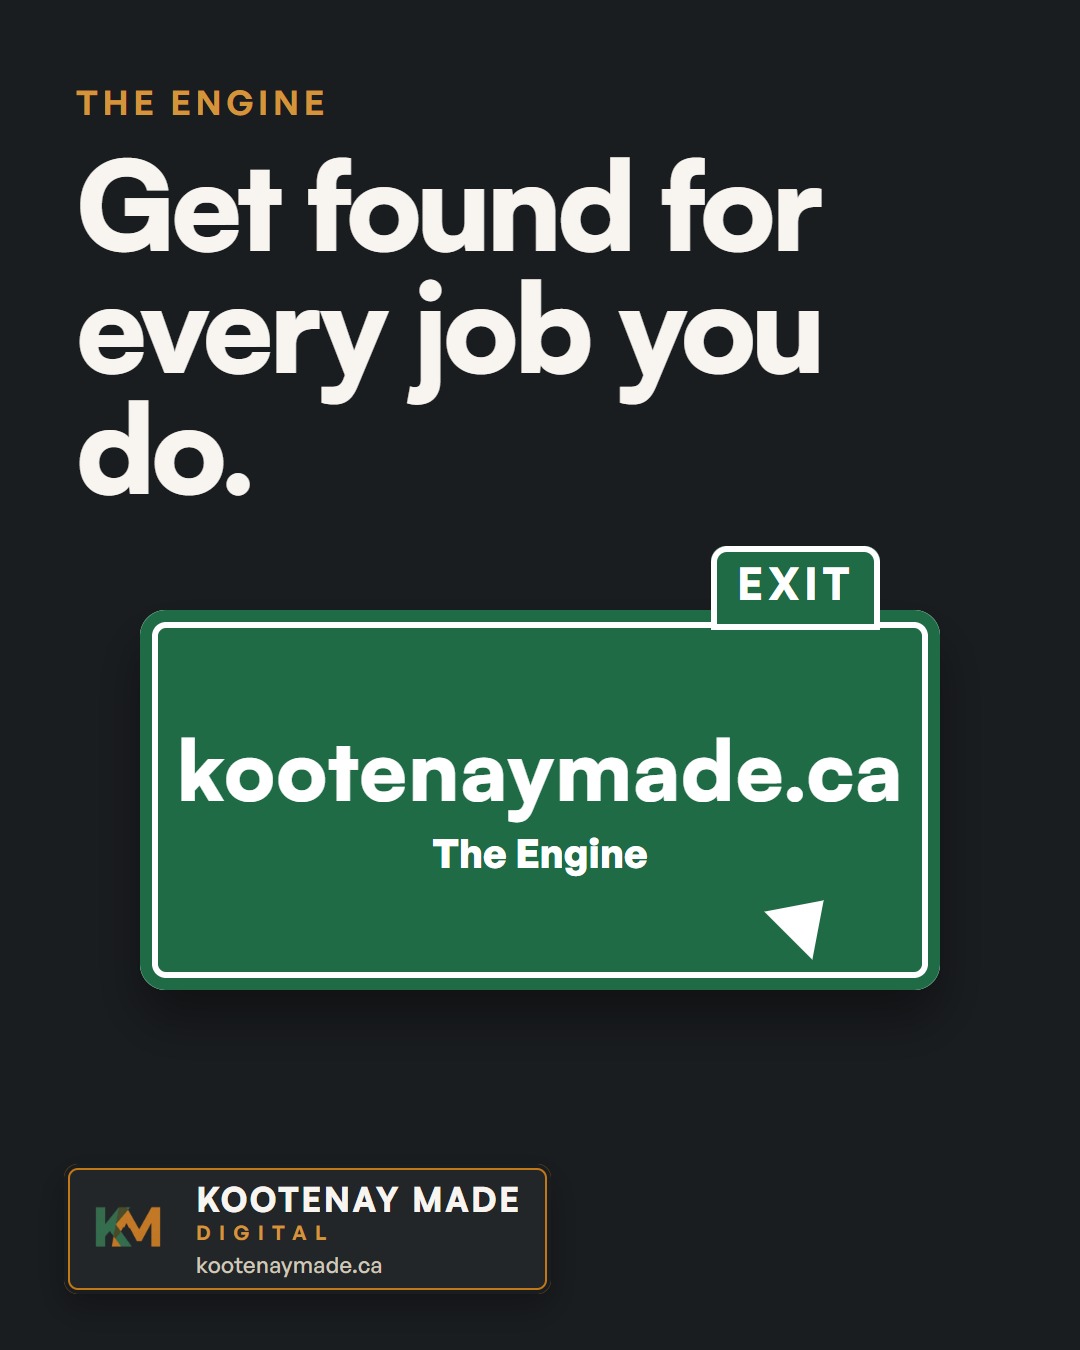 THE ENGINE
Get found for
every job you
do.
EXIT
kootenaymade.ca
The Engine
KM
KOOTENAY MADE
DIGITAL
kootenaymade.ca